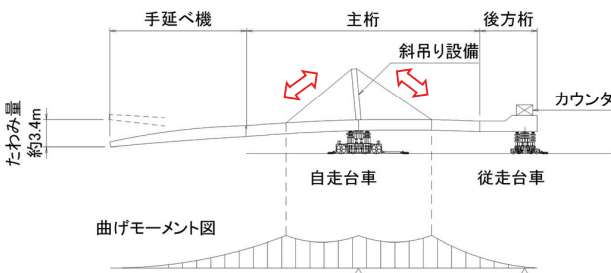 手延べ機
主桁
後方桁
斜吊り設備
カウンタ
たわみ量
約3.4m
自走台車
従走台車
曲げモーメント図